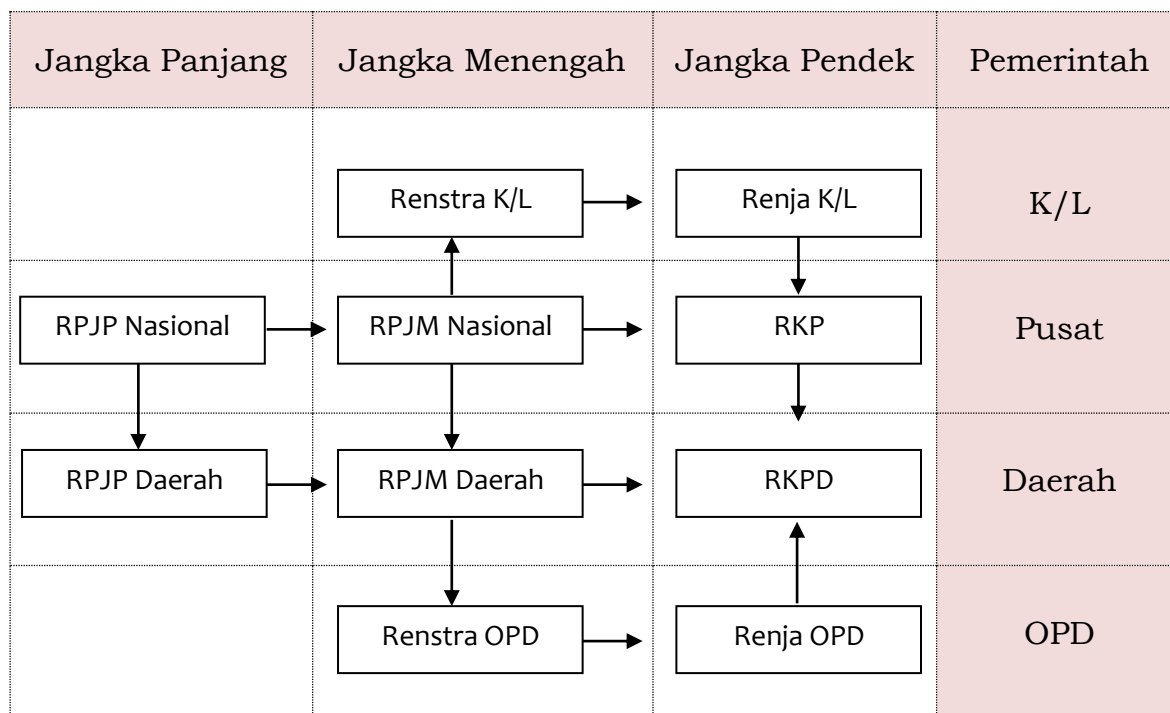 Jangka Panjang
Jangka Menengah
Jangka Pendek
Pemerintah
Renstra K/L
Renja K/L
K/L
RPJP Nasional
RPJM Nasional
RKP
Pusat
RPJP Daerah
RPJM Daerah
RKPD
Daerah
Renstra OPD
Renja OPD
OPD